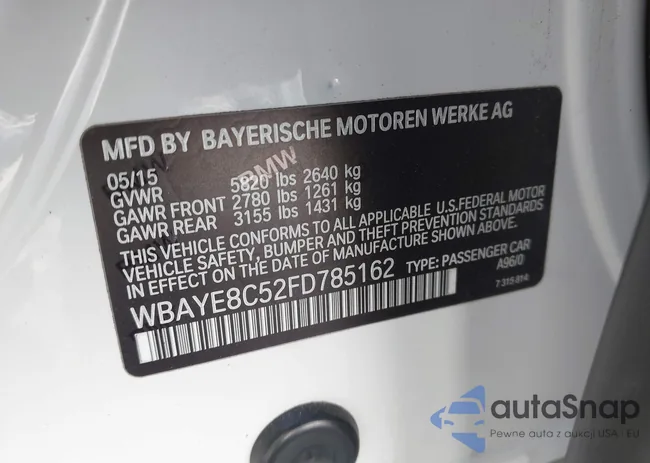 MFD BY BAYERISCHE MOTOREN WERKE AG
05/15
GVWR 5820 lbs 2640 kg
GAWR FRONT 2780 lbs 1261 kg
GAWR REAR 3155 lbs 1431 kg
THIS VEHICLE CONFORMS TO ALL APPLICABLE U.S.FEDERAL MOTOR
VEHICLE SAFETY, BUMPER AND THEFT PREVENTION STANDARDS
IN EFFECT ON THE DATE OF MANUFACTURE SHOWN ABOVE.
WBAYE8C52FD785162 TYPE: PASSENGER CAR
A96/0
7 315 814
BMW
autoSnap
Pewne auta z aukcji USA i EU